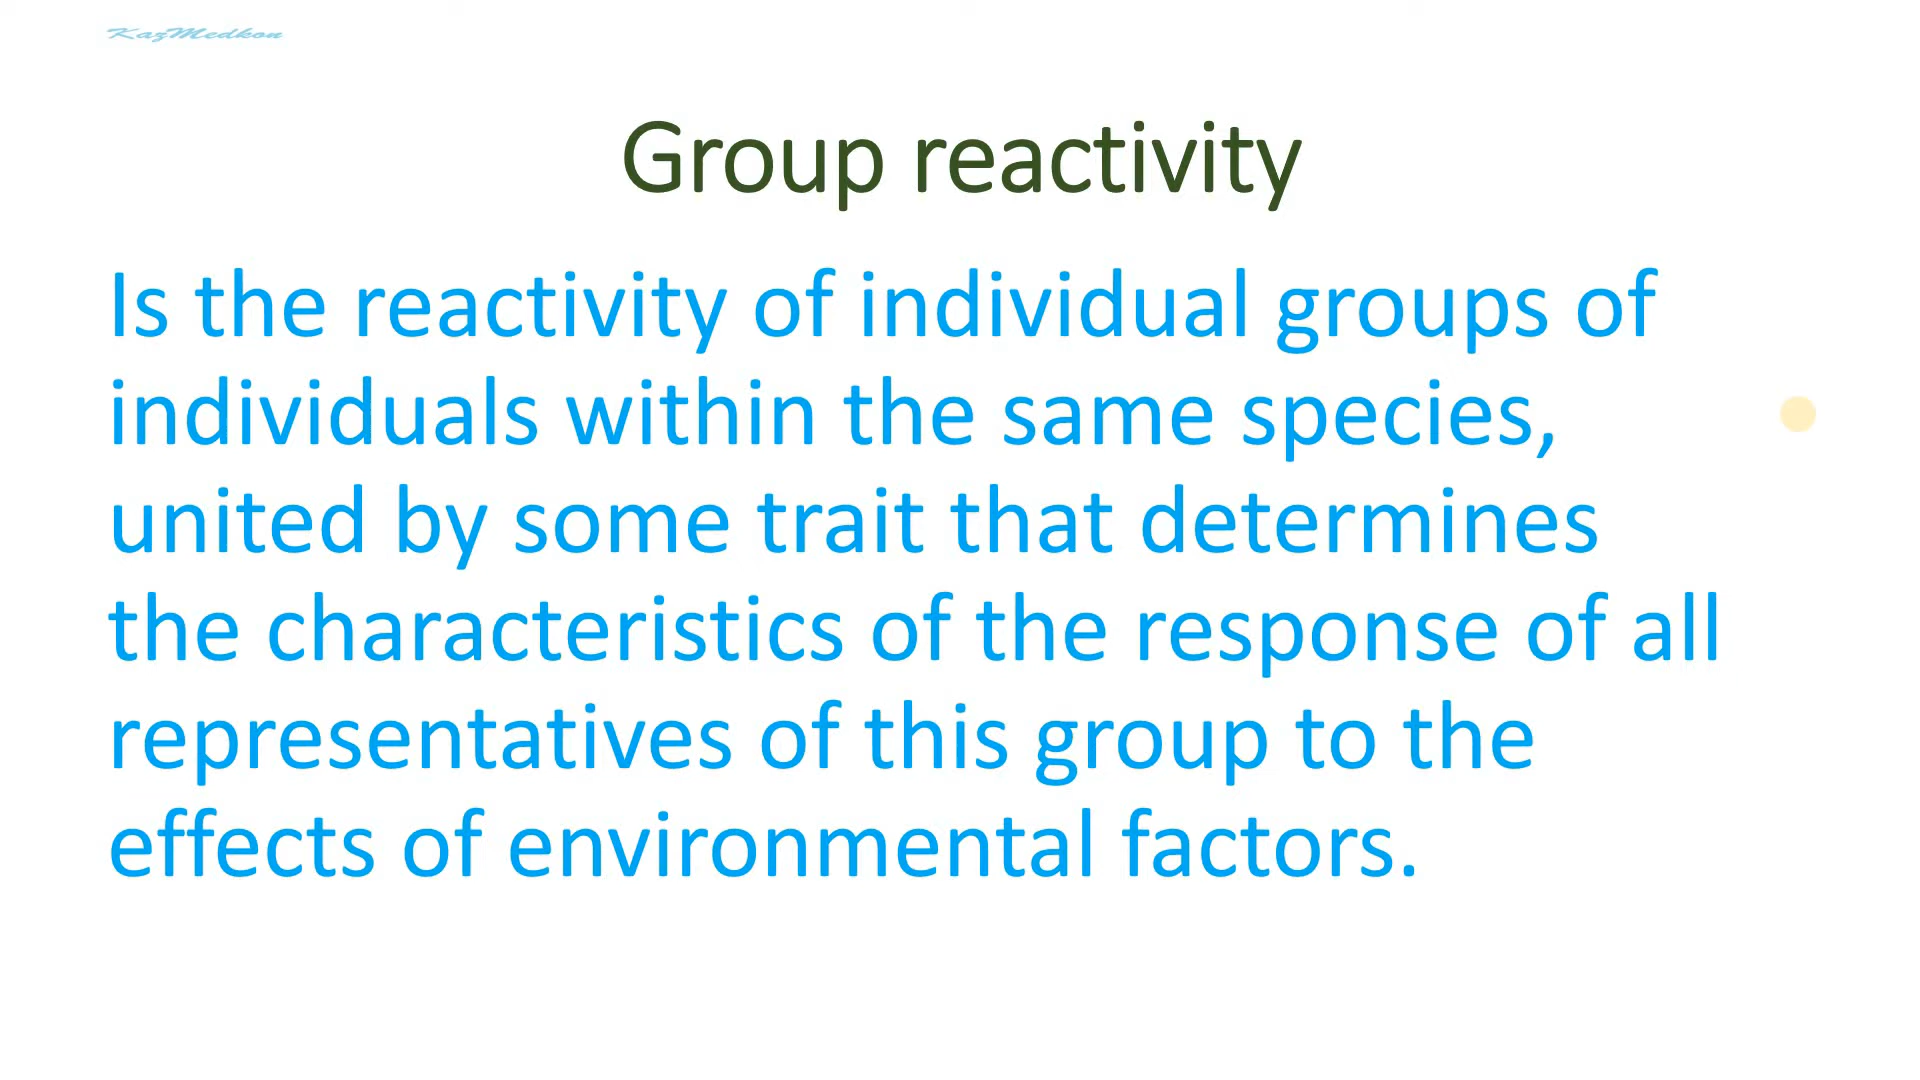 KazMedkon
Group reactivity
Is the reactivity of individual groups of
individuals within the same species,
united by some trait that determines
the characteristics of the response of all
representatives of this group to the
effects of environmental factors.